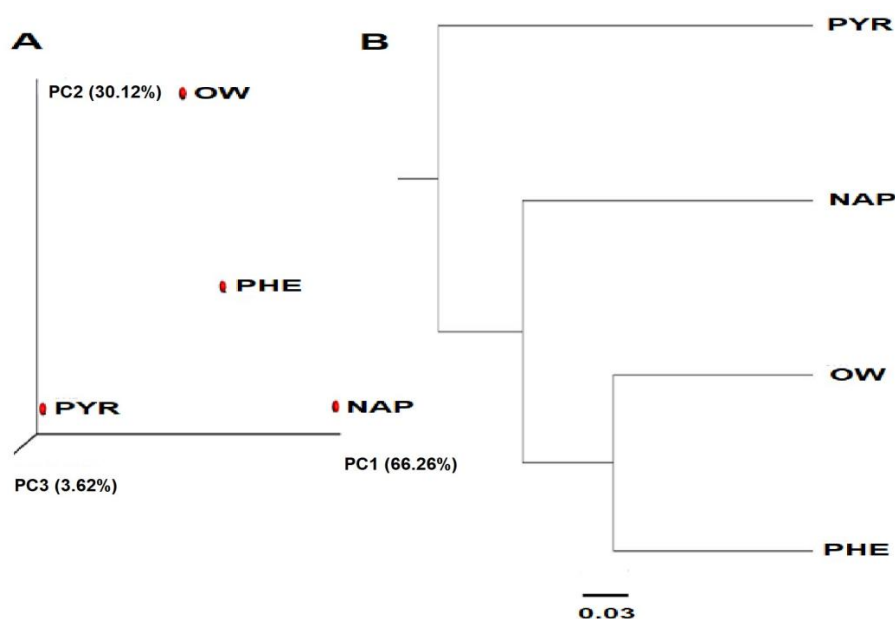 A
PC2 (30.12%)
OW
PHE
PYR
NAP
PC1 (66.26%)
PC3 (3.62%)
B
PYR
NAP
OW
PHE
0.03